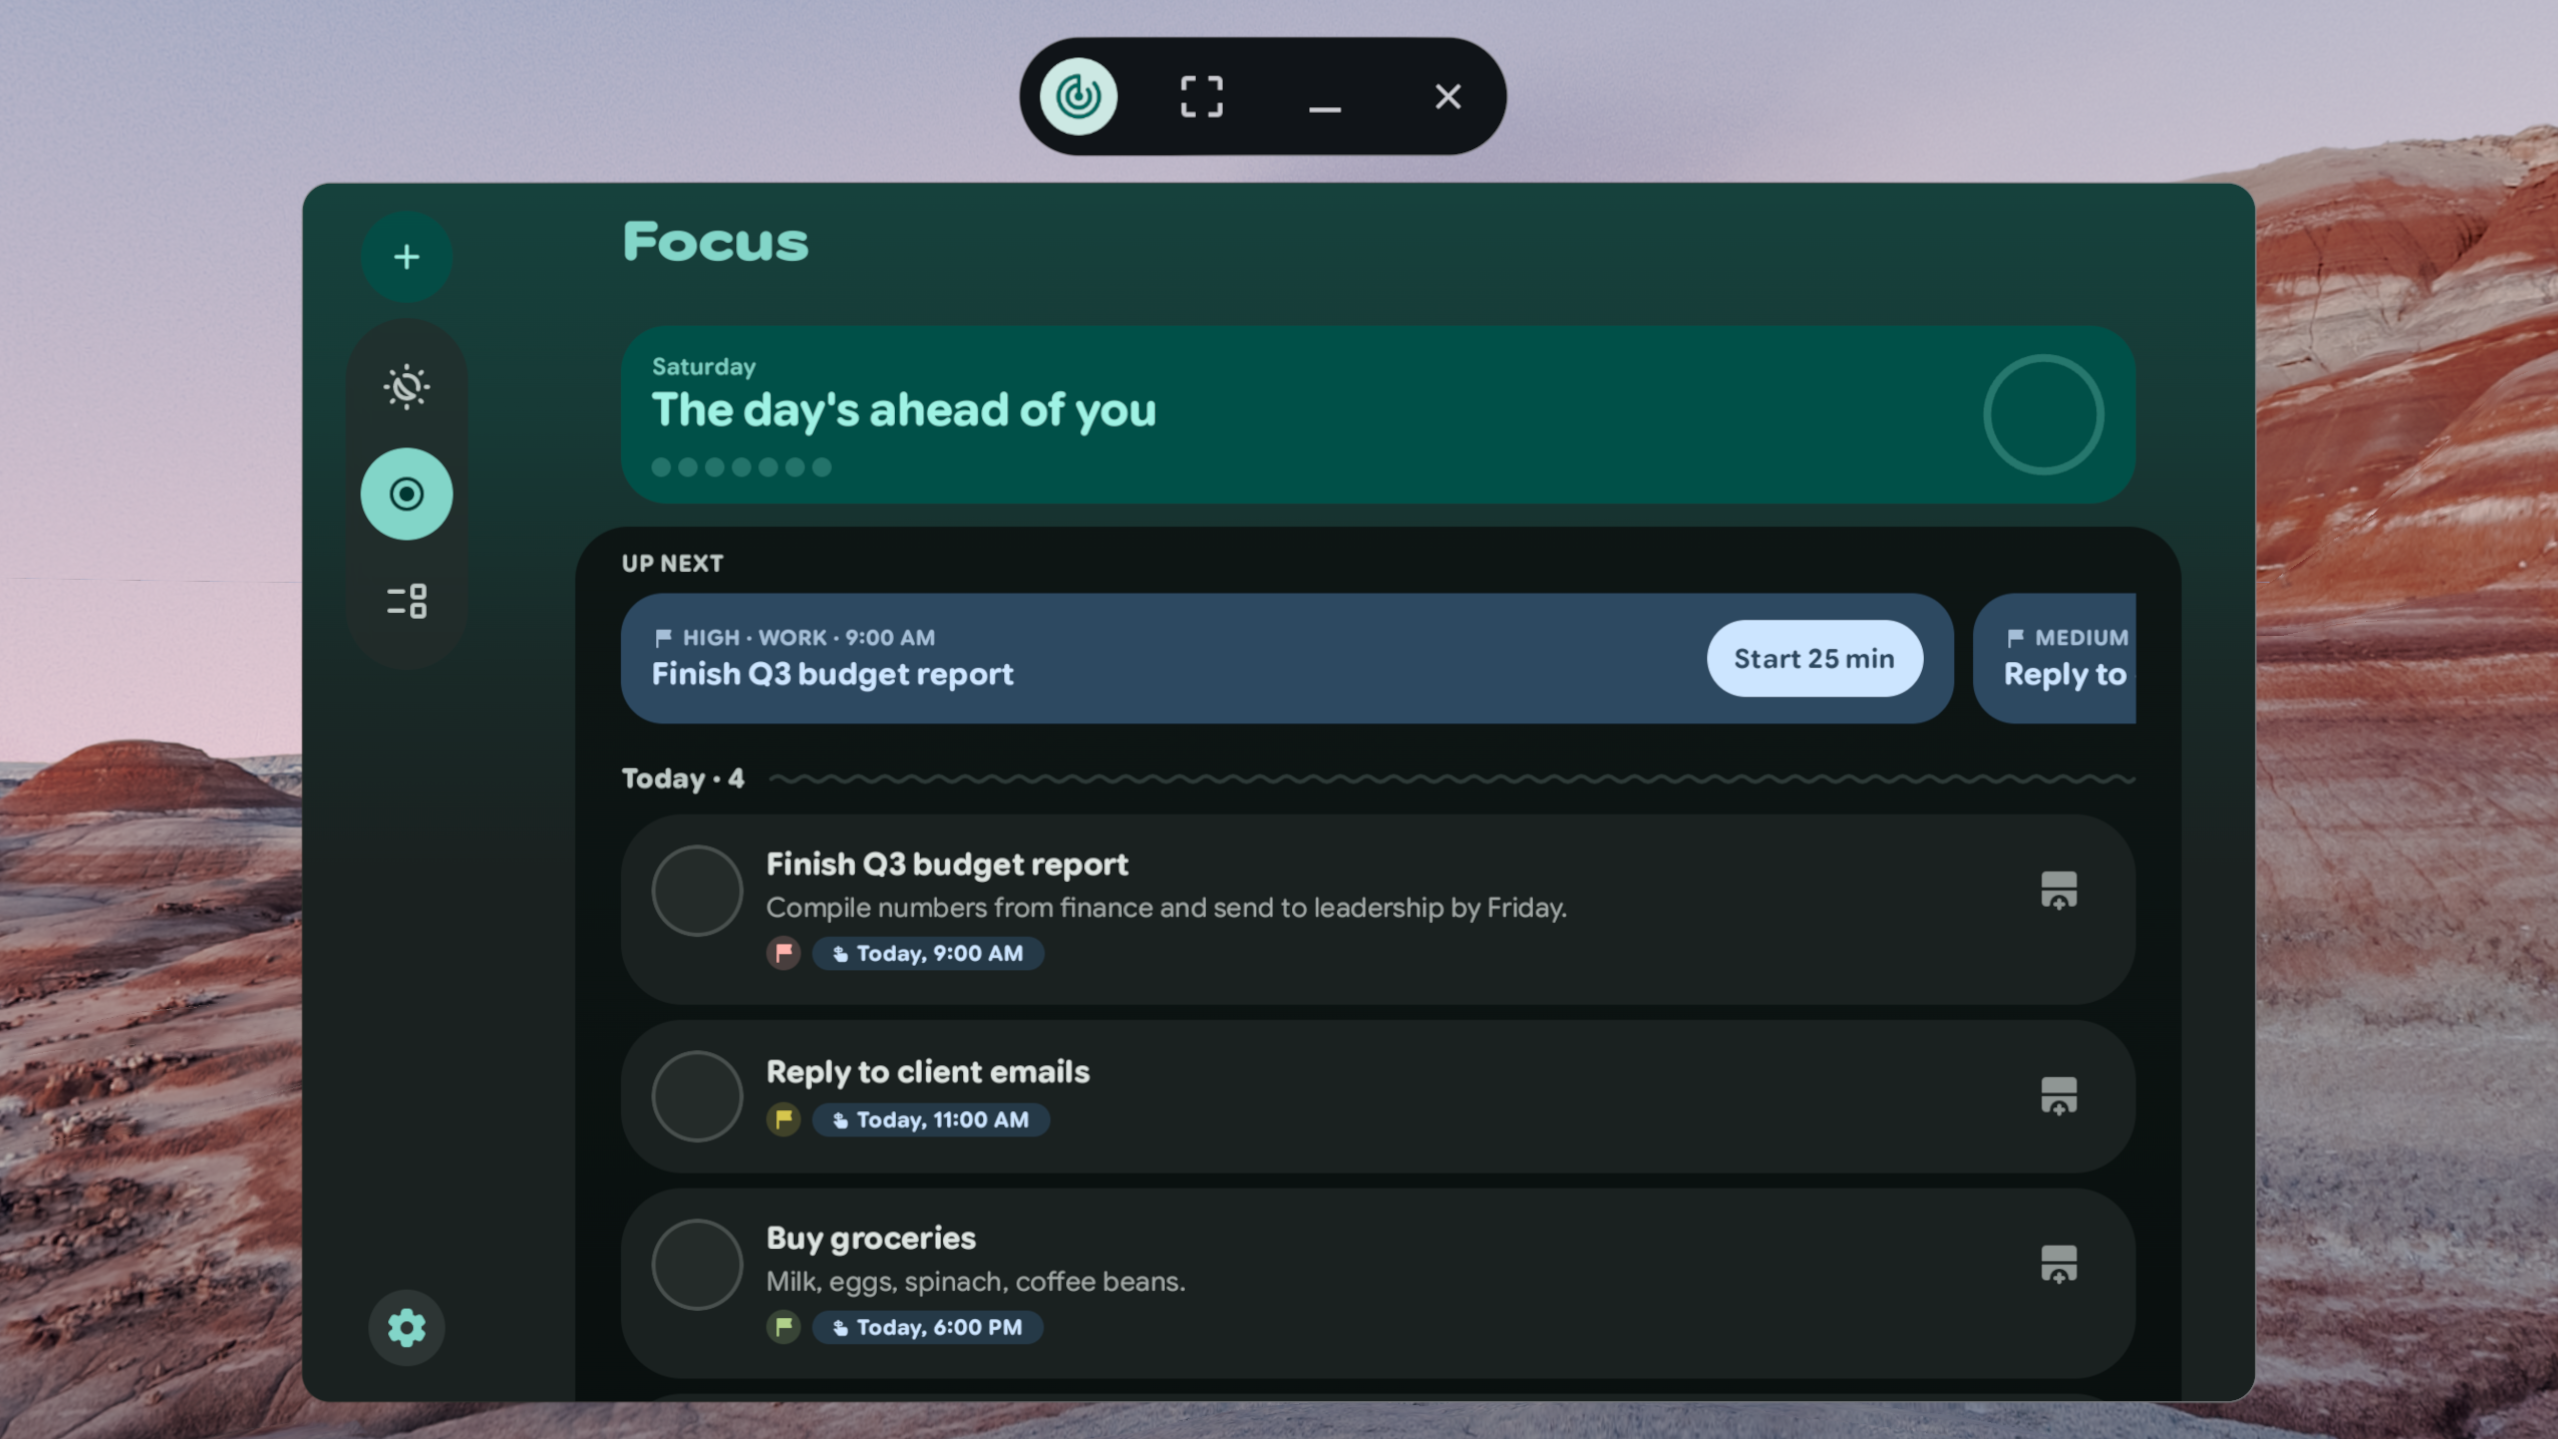 Focus
Saturday
The day's ahead of you
UP NEXT
HIGH · WORK · 9:00 AM
Finish Q3 budget report
Start 25 min
MEDIUM
Reply to
Today · 4
Finish Q3 budget report
Compile numbers from finance and send to leadership by Friday.
Today, 9:00 AM
Reply to client emails
Today, 11:00 AM
Buy groceries
Milk, eggs, spinach, coffee beans.
Today, 6:00 PM